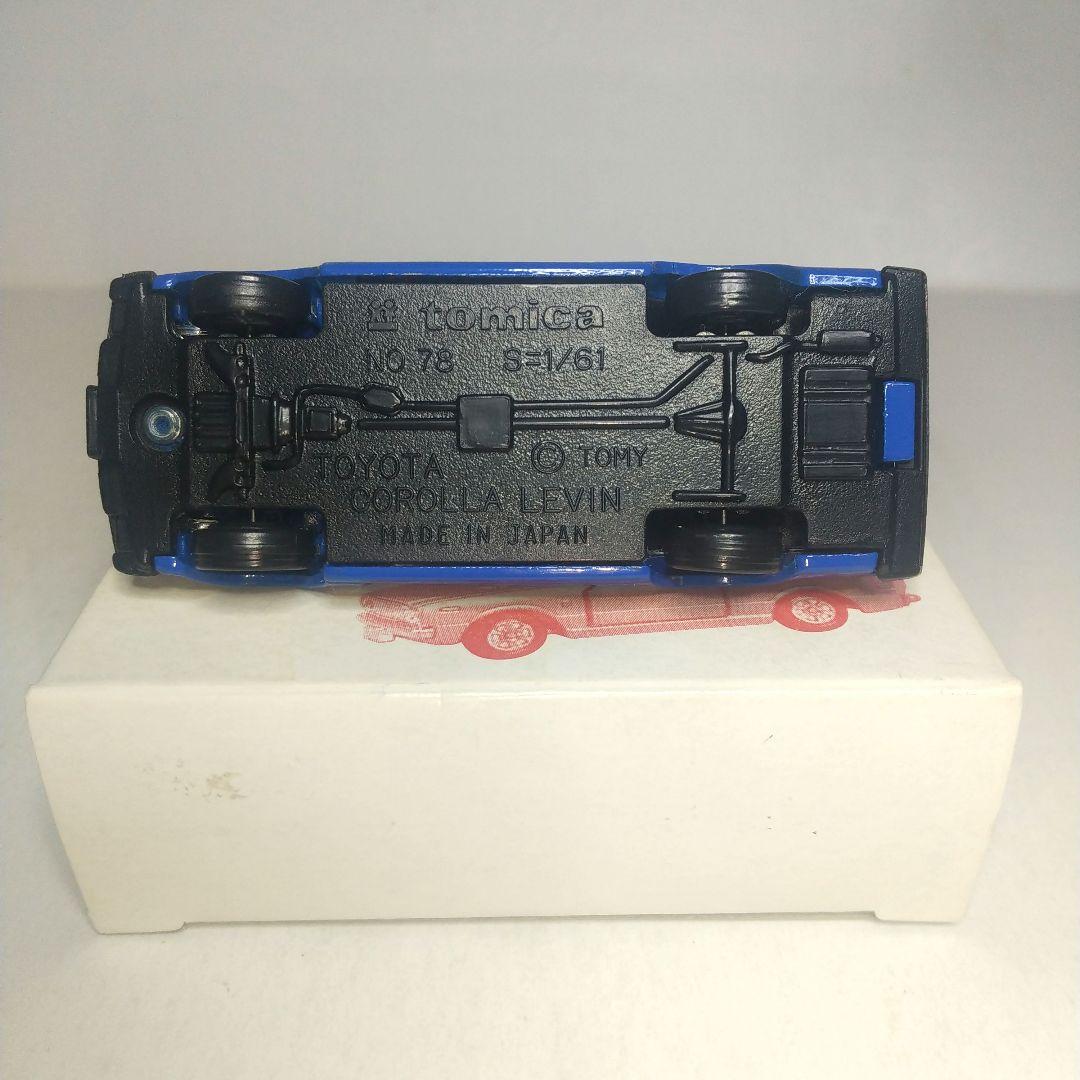 tomica
NO 78 S=1/61
TOYOTA © TOMY
COROLLA LEVIN
MADE IN JAPAN